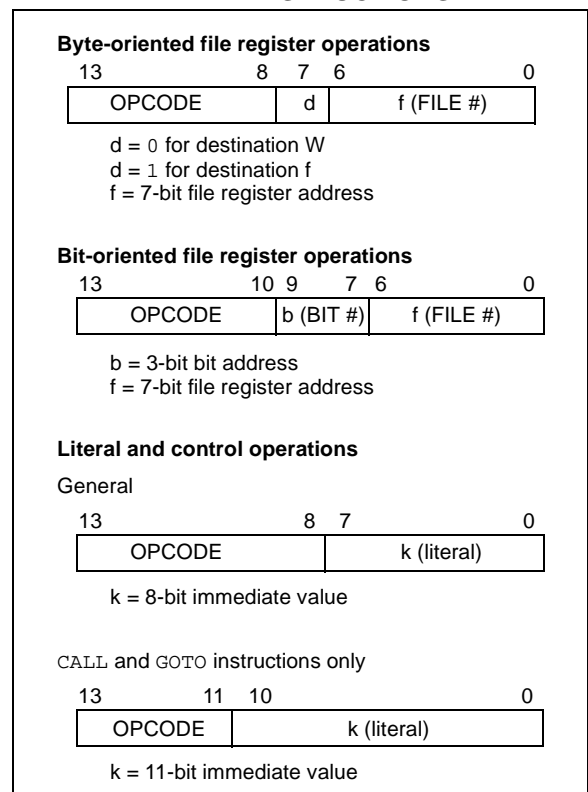 Byte-oriented file register operations
13 8 7 6 0
OPCODE d f (FILE #)
d = 0 for destination W
d = 1 for destination f
f = 7-bit file register address
Bit-oriented file register operations
13 10 9 7 6 0
OPCODE b (BIT #) f (FILE #)
b = 3-bit bit address
f = 7-bit file register address
Literal and control operations
General
13 8 7 0
OPCODE k (literal)
k = 8-bit immediate value
CALL and GOTO instructions only
13 11 10 0
OPCODE k (literal)
k = 11-bit immediate value